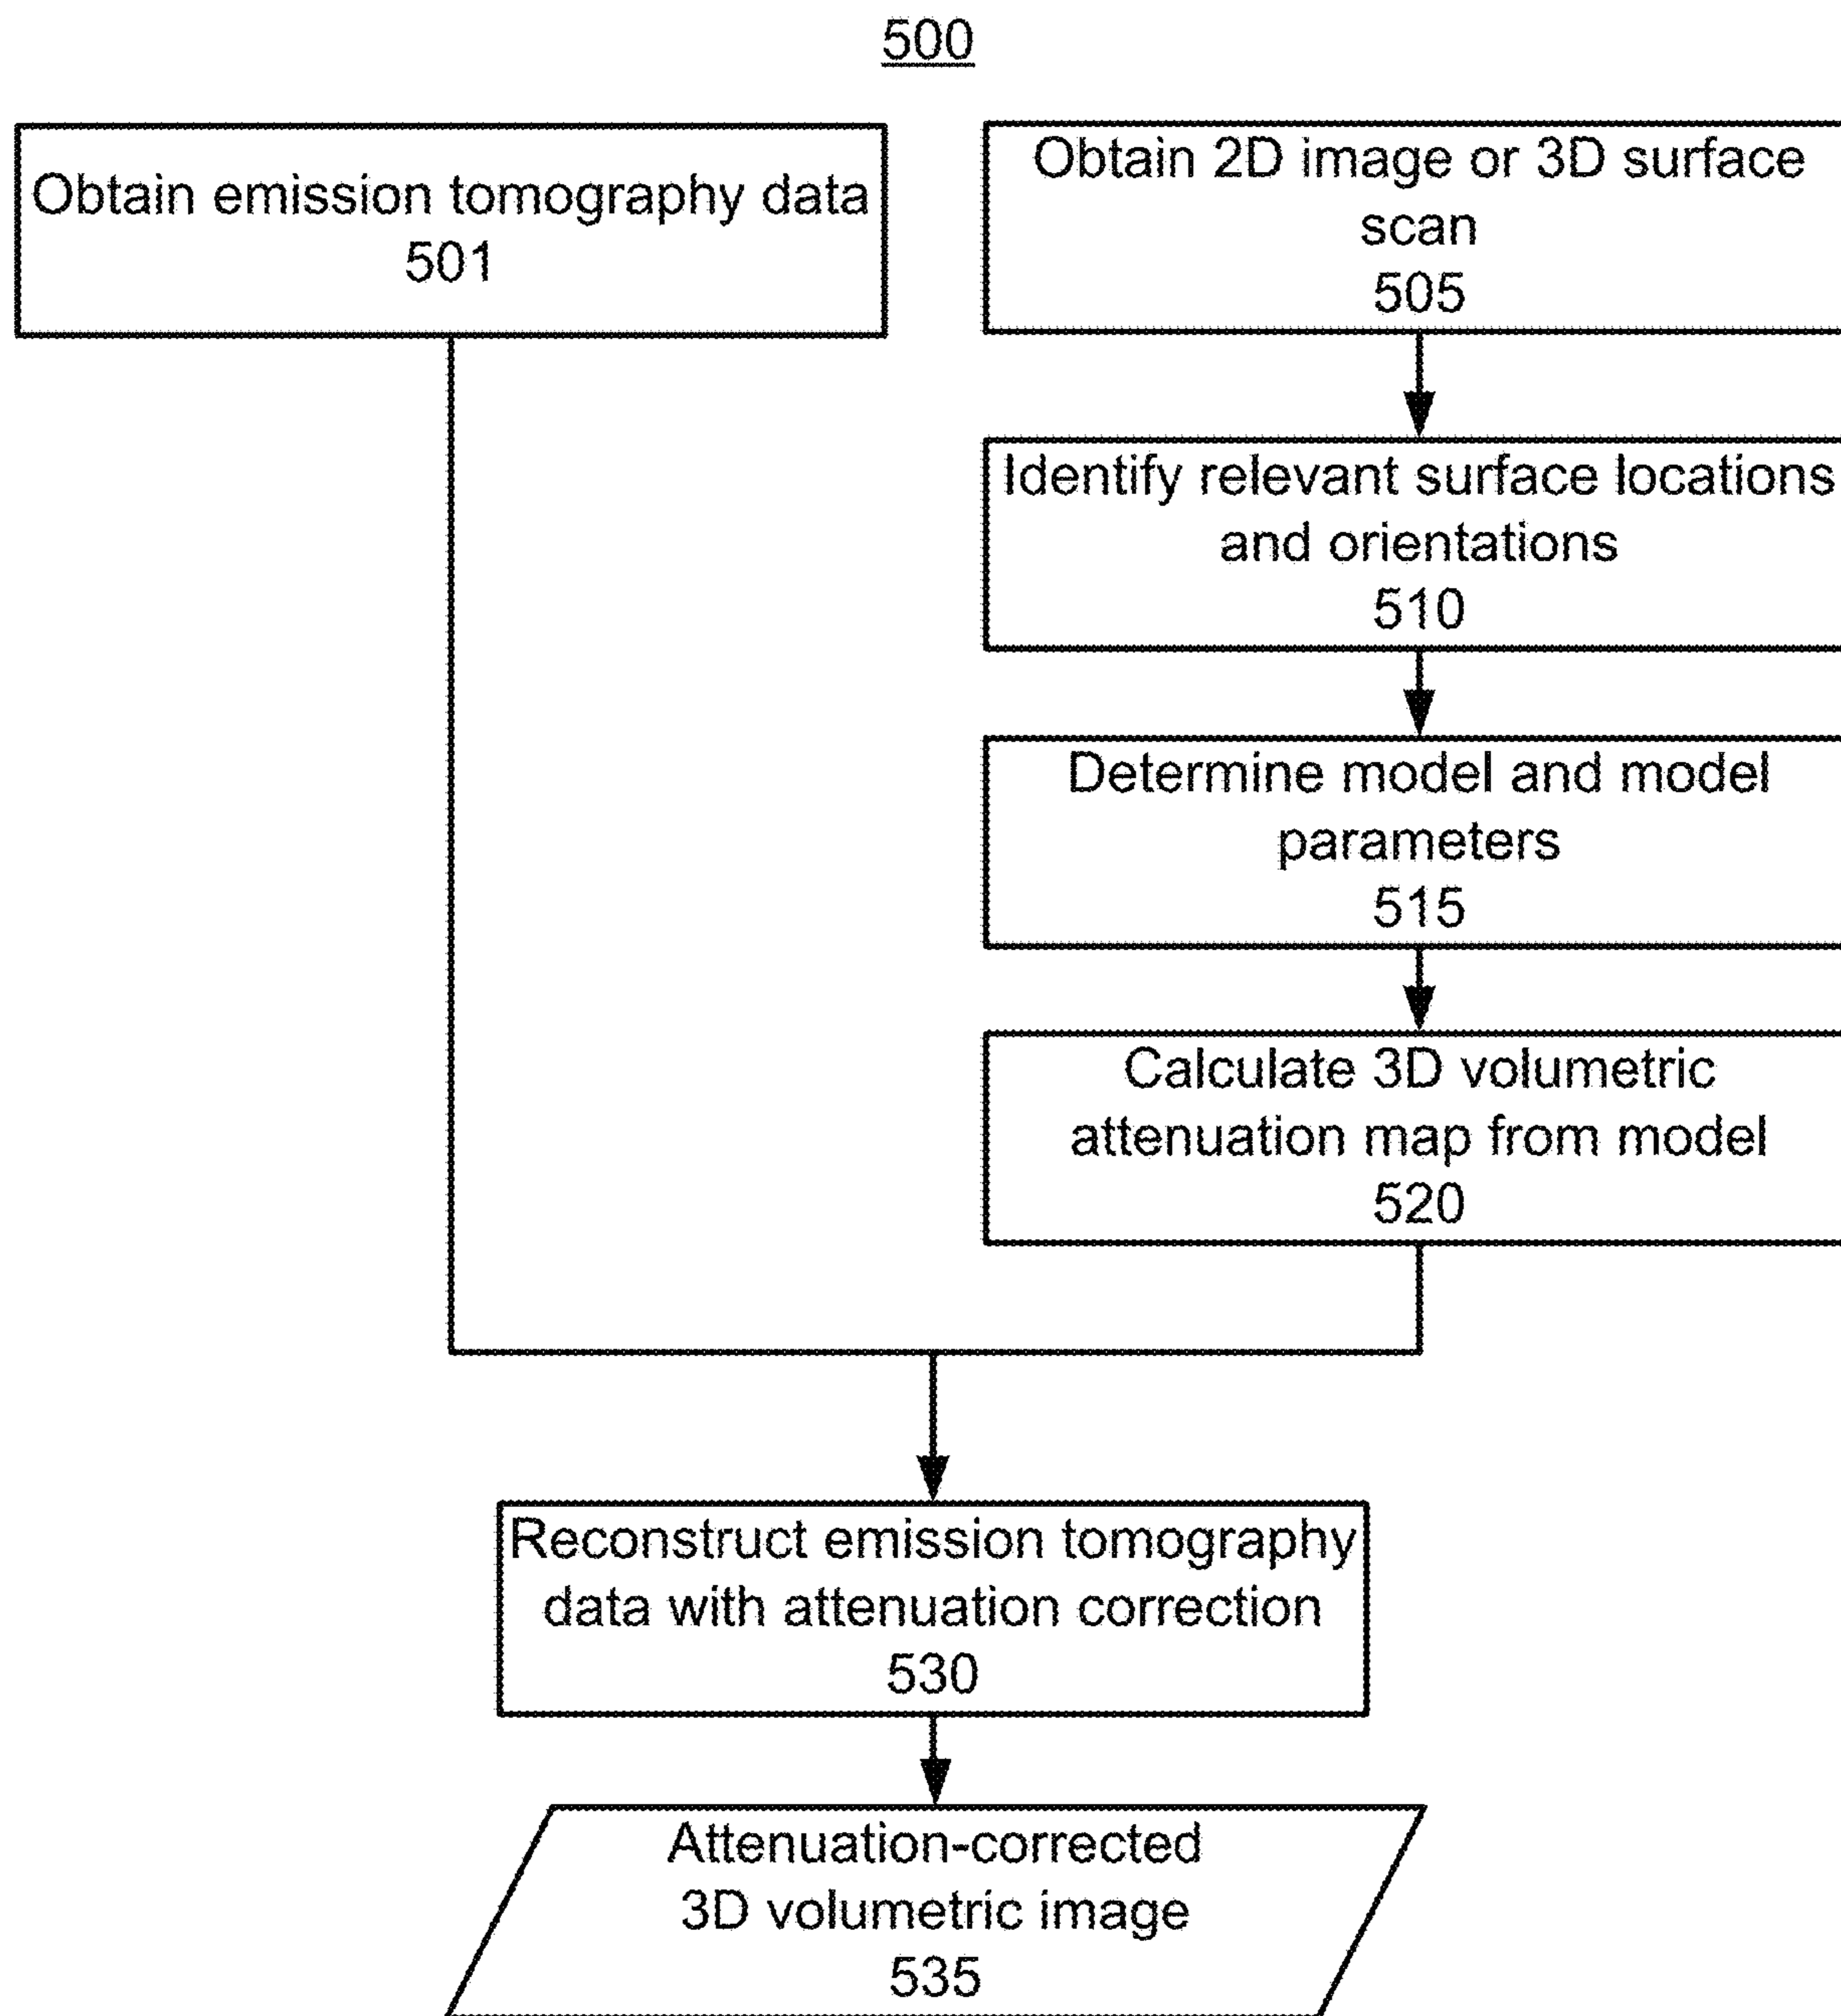 500
Obtain emission tomography data
501
Obtain 2D image or 3D surface
scan
505
Identify relevant surface locations
and orientations
510
Determine model and model
parameters
515
Calculate 3D volumetric
attenuation map from model
520
Reconstruct emission tomography
data with attenuation correction
530
Attenuation-corrected
3D volumetric image
535